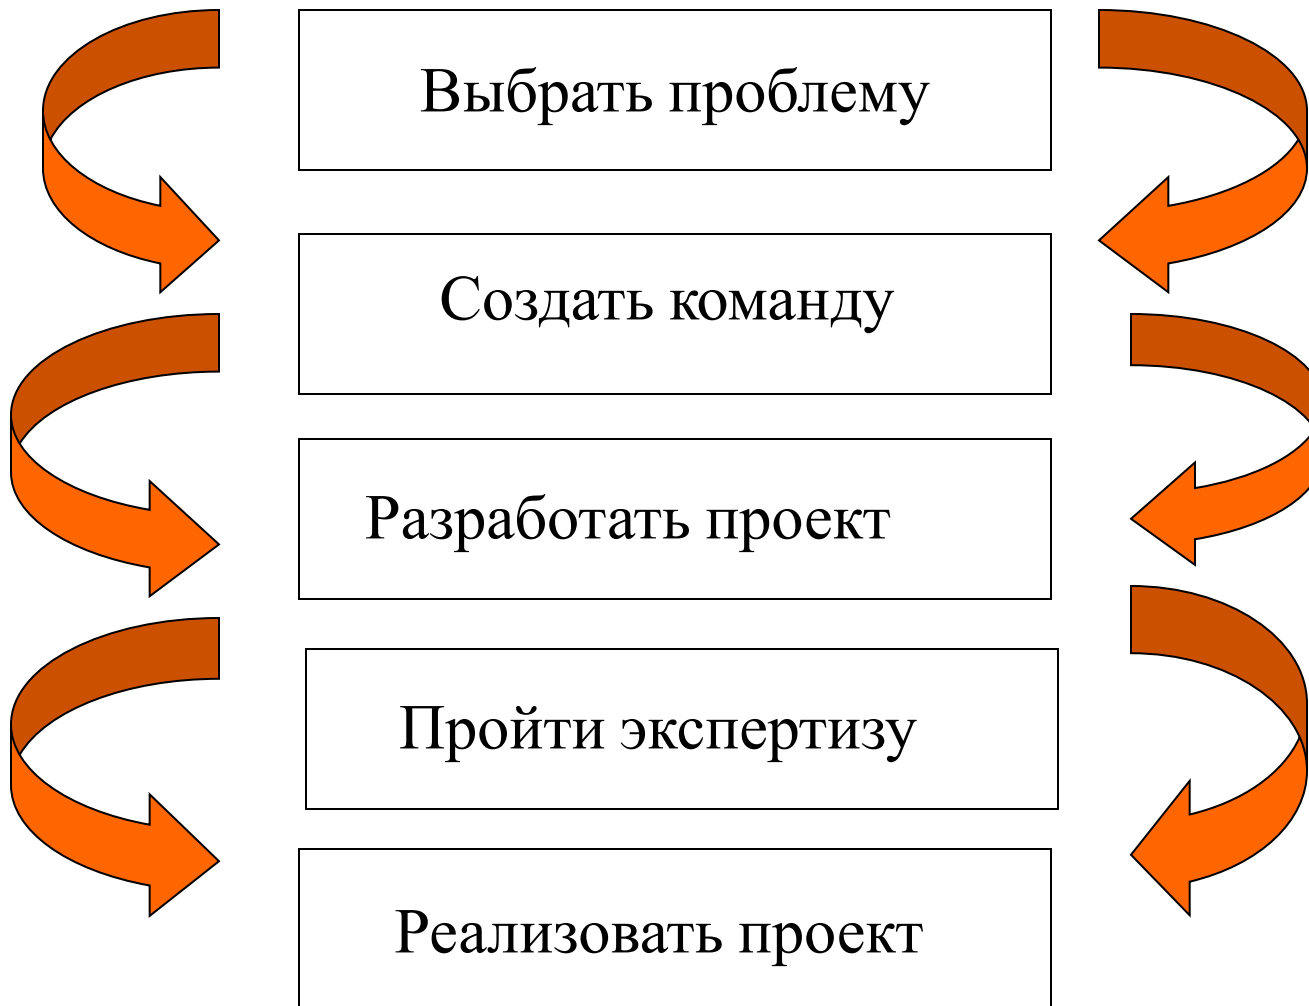 Выбрать проблему
Создать команду
Разработать проект
Пройти экспертизу
Реализовать проект